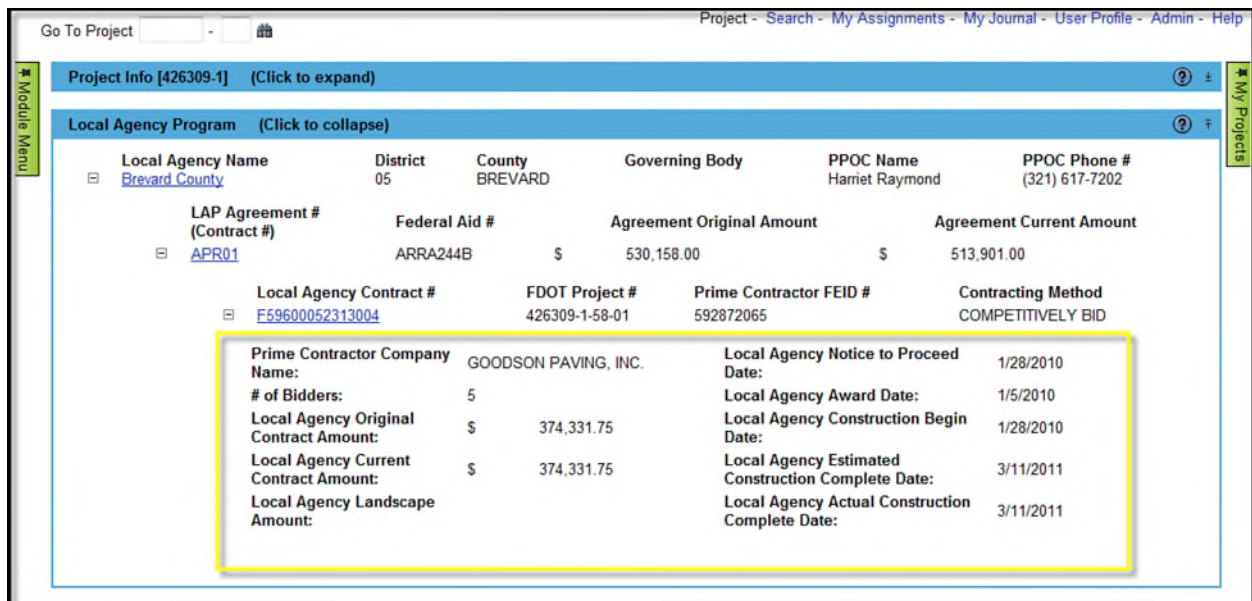 Go To Project -
Project - Search - My Assignments - My Journal - User Profile - Admin - Help
Module Menu
My Projects
Project Info [426309-1] (Click to expand)
Local Agency Program (Click to collapse)
Local Agency Name District County Governing Body PPOC Name PPOC Phone #
Brevard County 05 BREVARD Harriet Raymond (321) 617-7202
LAP Agreement #
(Contract #) Federal Aid # Agreement Original Amount Agreement Current Amount
APR01 ARRA244B $ 530,158.00 $ 513,901.00
Local Agency Contract # FDOT Project # Prime Contractor FEID # Contracting Method
F59600052313004 426309-1-58-01 592872065 COMPETITIVELY BID
Prime Contractor Company
Name: GOODSON PAVING, INC.
Local Agency Notice to Proceed
Date: 1/28/2010
# of Bidders: 5
Local Agency Award Date: 1/5/2010
Local Agency Original
Contract Amount: $ 374,331.75
Local Agency Construction Begin
Date: 1/28/2010
Local Agency Current
Contract Amount: $ 374,331.75
Local Agency Estimated
Construction Complete Date: 3/11/2011
Local Agency Landscape
Amount:
Local Agency Actual Construction
Complete Date: 3/11/2011